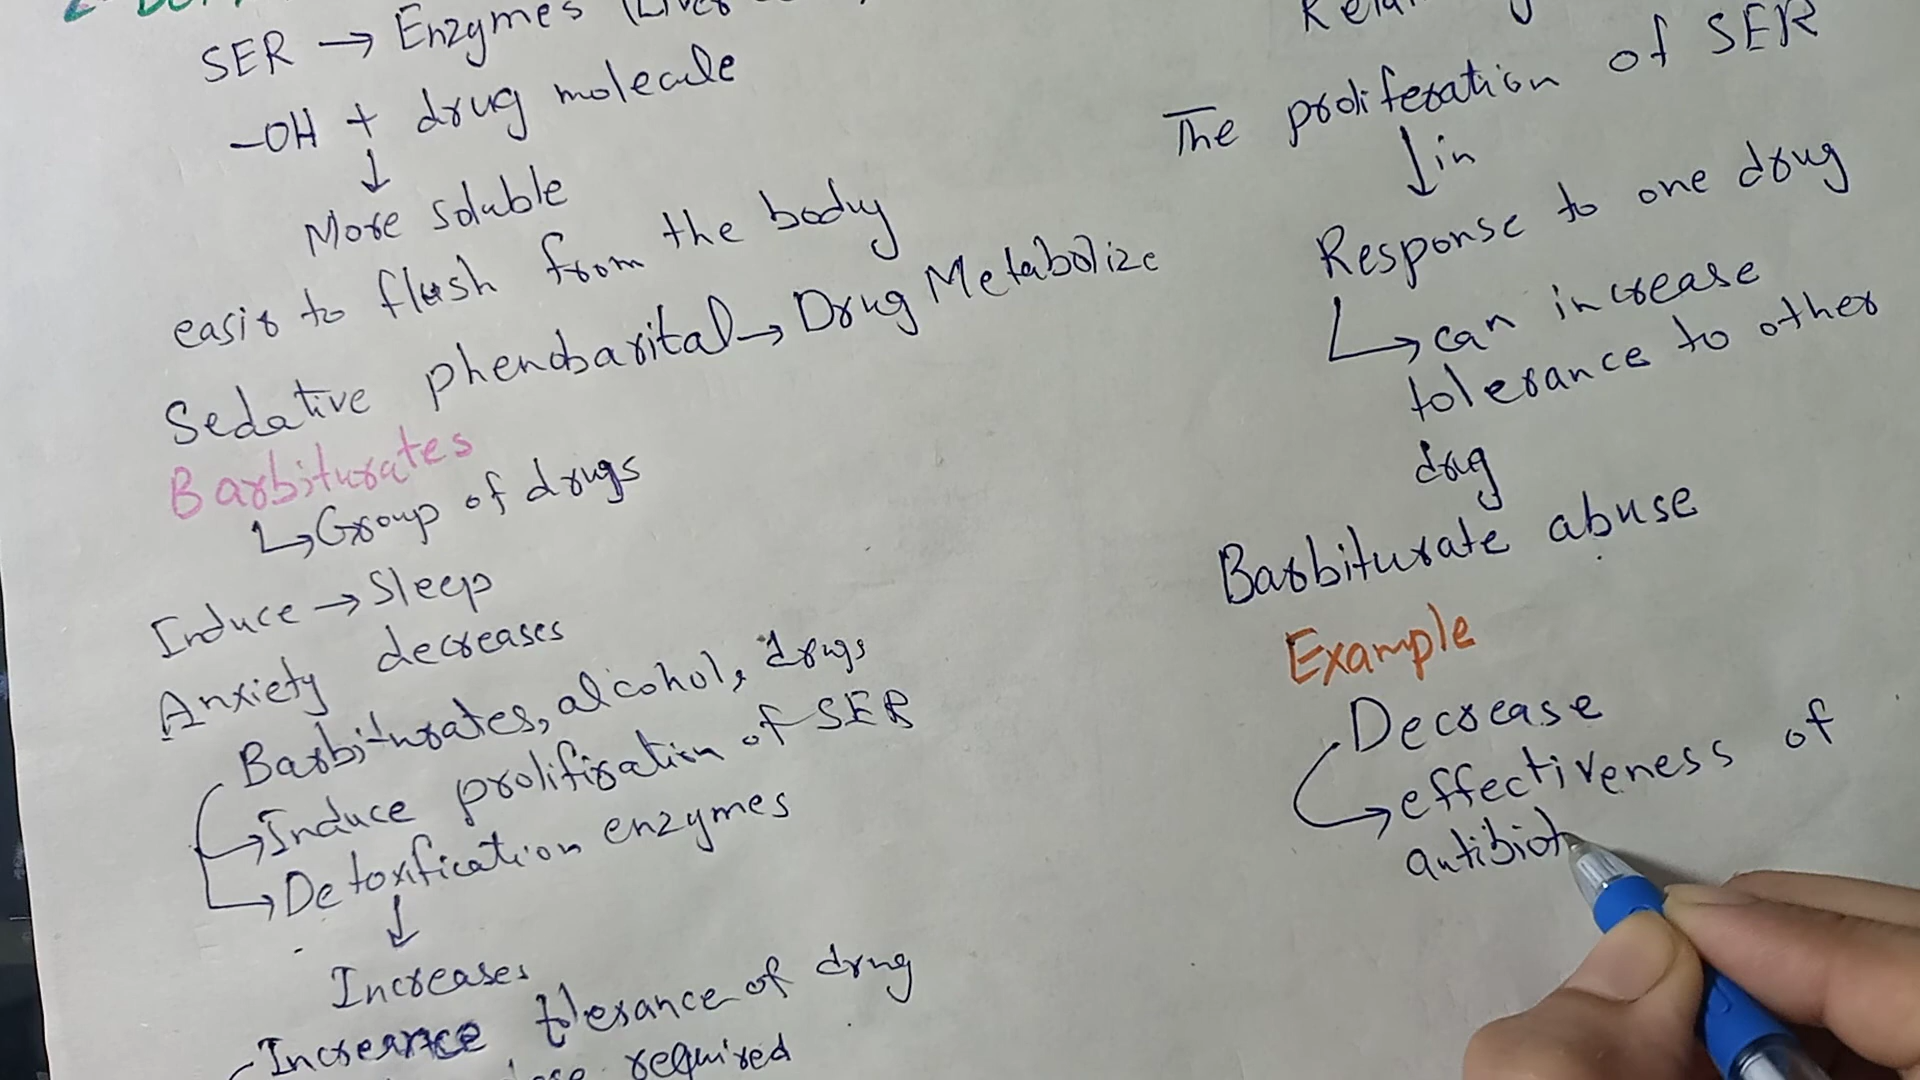 SER → Enzymes (Liver
-OH + drug molecule
↓
More soluble
easir to flush from the body
Sedative phenobarital → Drug Metabolize
Barbiturates
↳ Group of drugs
Induce → Sleep
Anxiety decreases
Barbiturates, alcohol, drugs
→ Induce prolifiration of SER
→ Detoxification enzymes
↓
Increases
Increance tolerance of drug
required
The proliferation of SER
↓ in
Response to one drug
↳ can increase
tolerance to other
drug
Barbiturate abuse
Example
Decrease
→ effectiveness of
antibiot